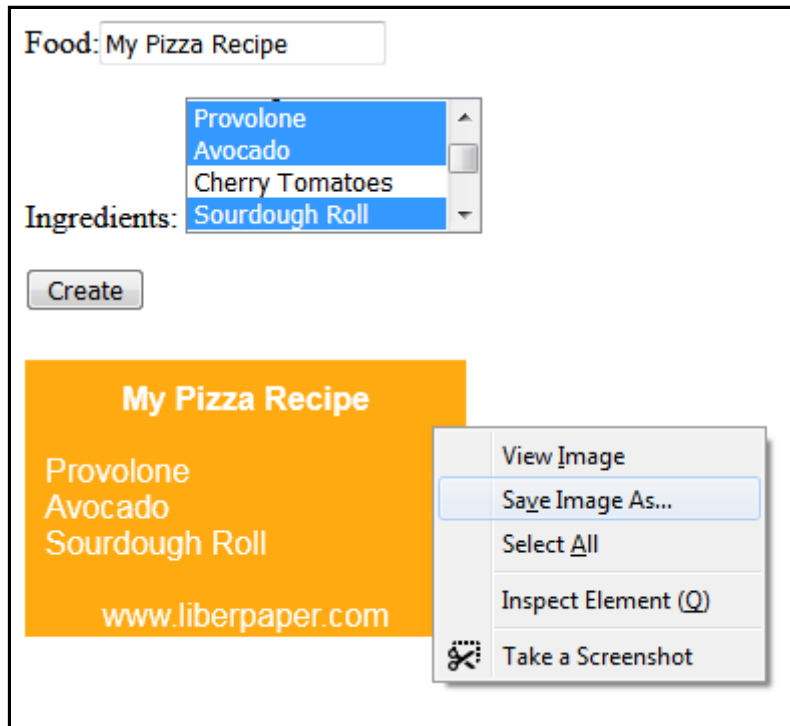 Food: My Pizza Recipe
Provolone
Avocado
Cherry Tomatoes
Ingredients: Sourdough Roll
Create
My Pizza Recipe
Provolone
Avocado
Sourdough Roll
www.liberpaper.com
View Image
Save Image As...
Select All
Inspect Element (Q)
Take a Screenshot